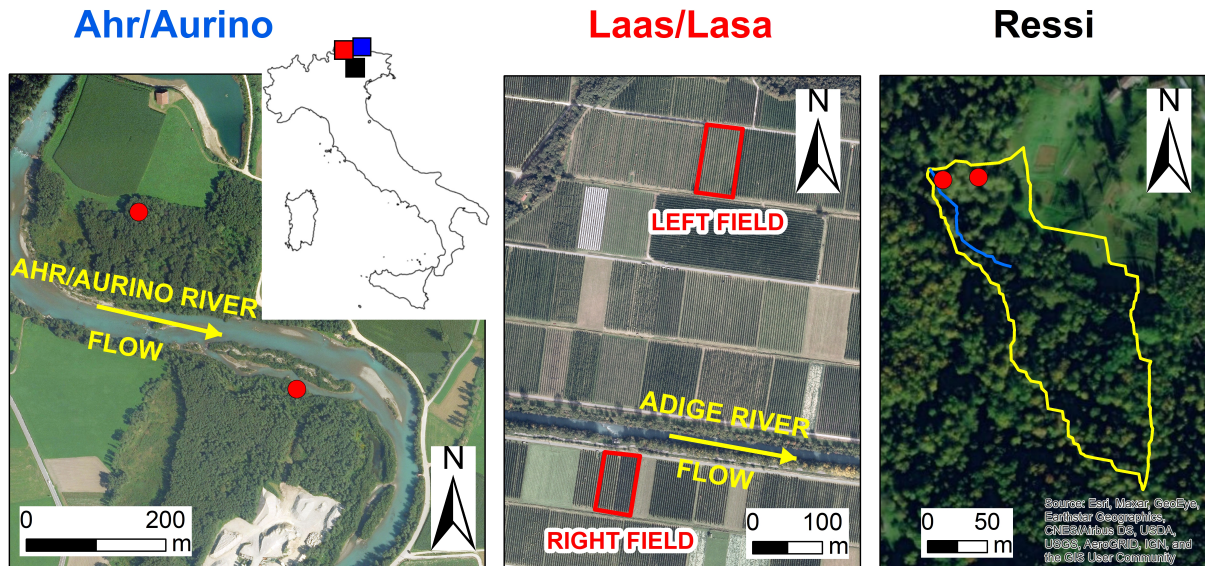 Ahr/Aurino
Laas/Lasa
Ressi
AHR/AURINO RIVER
FLOW
N
0 200
m
N
LEFT FIELD
ADIGE RIVER
FLOW
RIGHT FIELD
0 100
m
N
0 50
m
Source: Esri, Maxar, GeoEye,
Earthstar Geographics,
CNES/Airbus DS, USDA,
USGS, AeroGRID, IGN, and
the GIS User Community